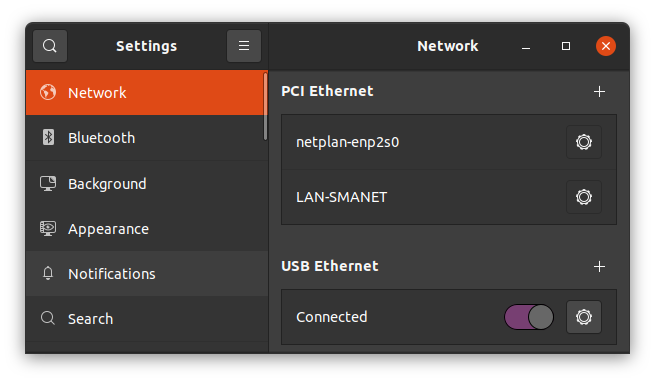 Settings
Network
Bluetooth
Background
Appearance
Notifications
Search
Network
PCI Ethernet
netplan-enp2s0
LAN-SMANET
USB Ethernet
Connected